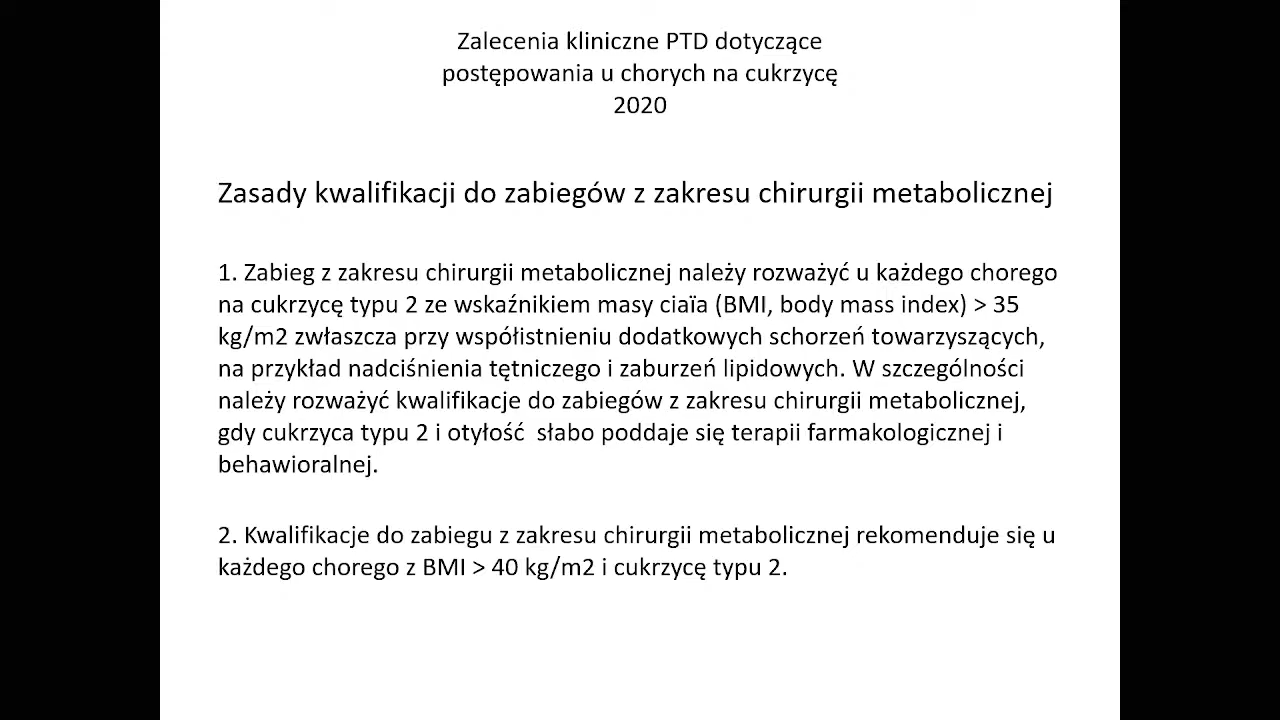 Zalecenia kliniczne PTD dotyczące
postępowania u chorych na cukrzycę
2020
Zasady kwalifikacji do zabiegów z zakresu chirurgii metabolicznej
1. Zabieg z zakresu chirurgii metabolicznej należy rozważyć u każdego chorego
na cukrzycę typu 2 ze wskaźnikiem masy ciaïa (BMI, body mass index) > 35
kg/m2 zwłaszcza przy współistnieniu dodatkowych schorzeń towarzyszących,
na przykład nadciśnienia tętniczego i zaburzeń lipidowych. W szczególności
należy rozważyć kwalifikacje do zabiegów z zakresu chirurgii metabolicznej,
gdy cukrzyca typu 2 i otyłość  słabo poddaje się terapii farmakologicznej i
behawioralnej.
2. Kwalifikacje do zabiegu z zakresu chirurgii metabolicznej rekomenduje się u
każdego chorego z BMI > 40 kg/m2 i cukrzycę typu 2.